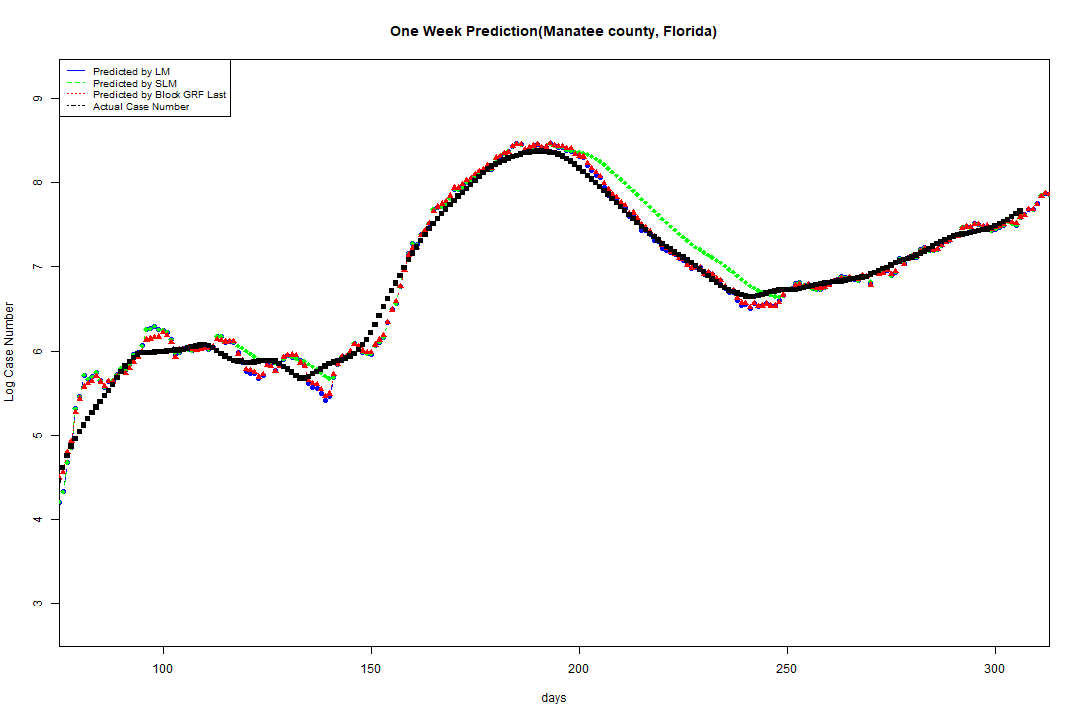 One Week Prediction(Manatee county, Florida)
Predicted by LM
Predicted by SLM
Predicted by Block GRF Last
Actual Case Number
9
8
7
6
5
4
3
Log Case Number
100 150 200 250 300
days